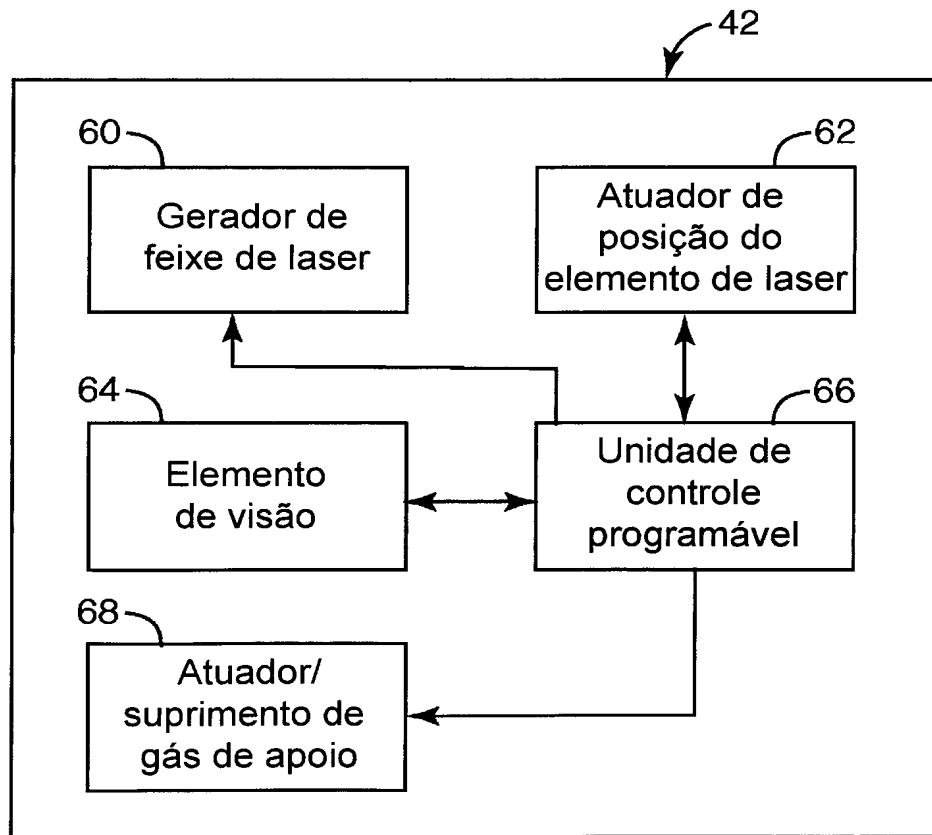 42
60
Gerador de
feixe de laser
62
Atuador de
posição do
elemento de laser
64
Elemento
de visão
66
Unidade de
controle
programável
68
Atuador/
suprimento de
gás de apoio